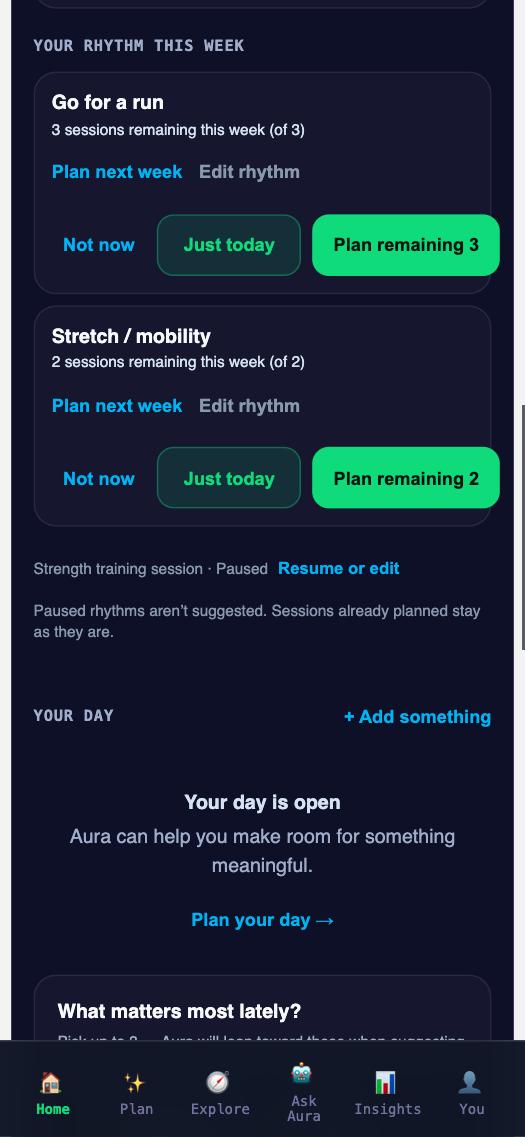 YOUR RHYTHM THIS WEEK
Go for a run
3 sessions remaining this week (of 3)
Plan next week Edit rhythm
Not now Just today Plan remaining 3
Stretch / mobility
2 sessions remaining this week (of 2)
Plan next week Edit rhythm
Not now Just today Plan remaining 2
Strength training session · Paused Resume or edit
Paused rhythms aren’t suggested. Sessions already planned stay
as they are.
YOUR DAY + Add something
Your day is open
Aura can help you make room for something
meaningful.
Plan your day →
What matters most lately?
Home Plan Explore Ask Aura Insights You